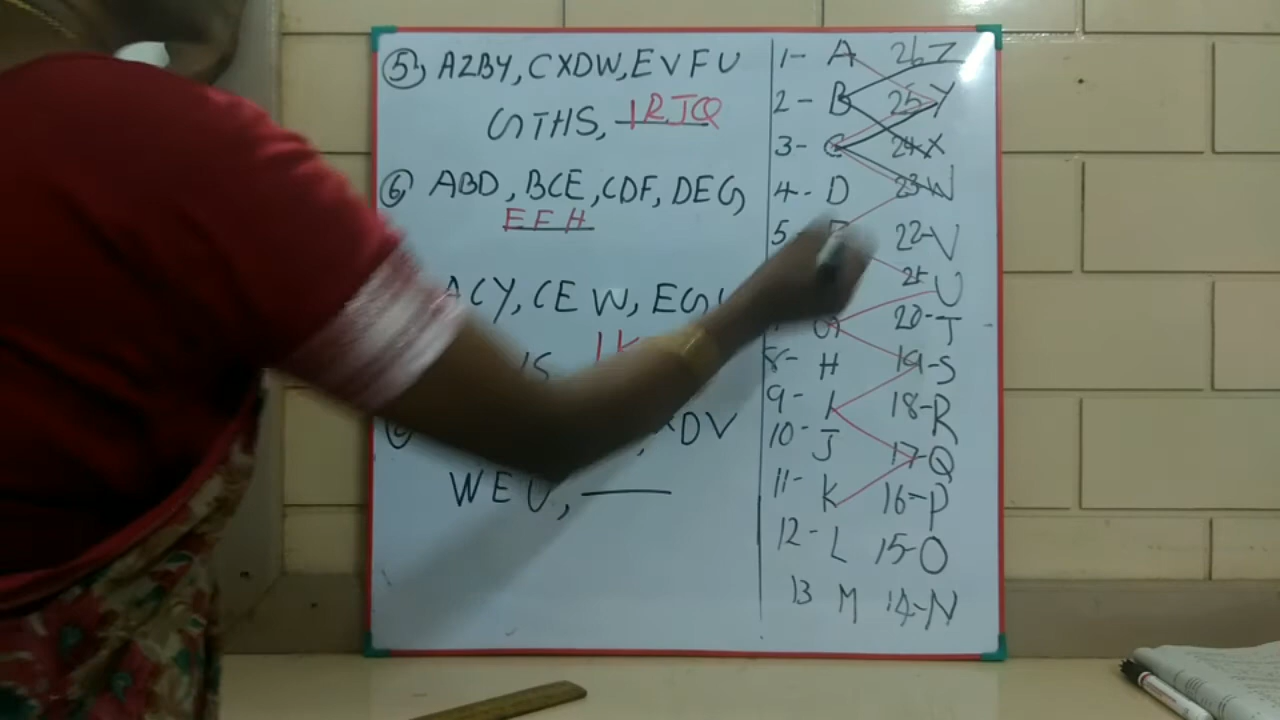 5) AZBY, CXDW, EVFU
GTHS, IRJQ
6) ABD, BCE, CDF, DEG,
EFH
ACY, CEW, EG
IS
XDV
WEU, ____
1- A 26 Z
2- B 25 Y
3- C 24 X
4- D 23 W
5- 22-V
21 U
G 20-T
8- H 19-S
9- I 18-R
10- J 17-Q
11- K 16-P
12- L 15-O
13 M 14-N